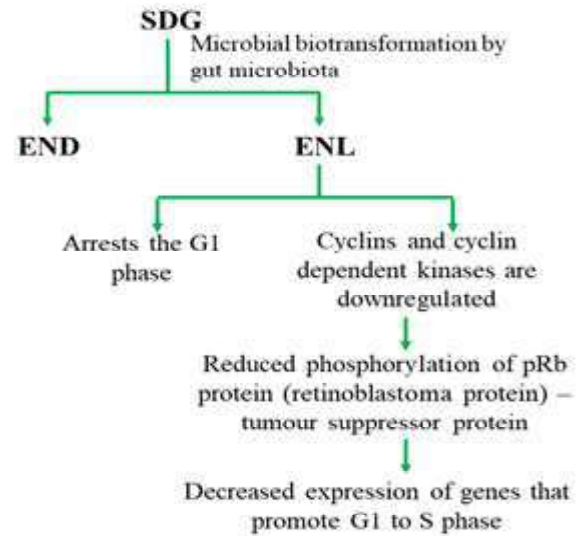 SDG
Microbial biotransformation by
gut microbiota
END
ENL
Arrests the G1
phase
Cyclins and cyclin
dependent kinases are
downregulated
Reduced phosphorylation of pRb
protein (retinoblastoma protein) –
tumour suppressor protein
Decreased expression of genes that
promote G1 to S phase